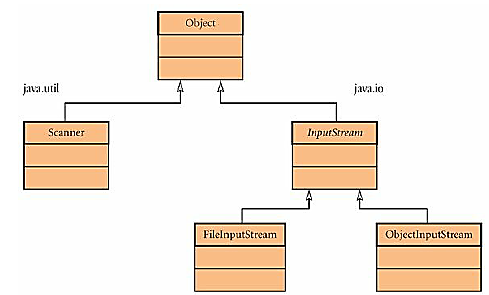 Object
java.util
java.io
Scanner
InputStream
FileInputStream
ObjectInputStream